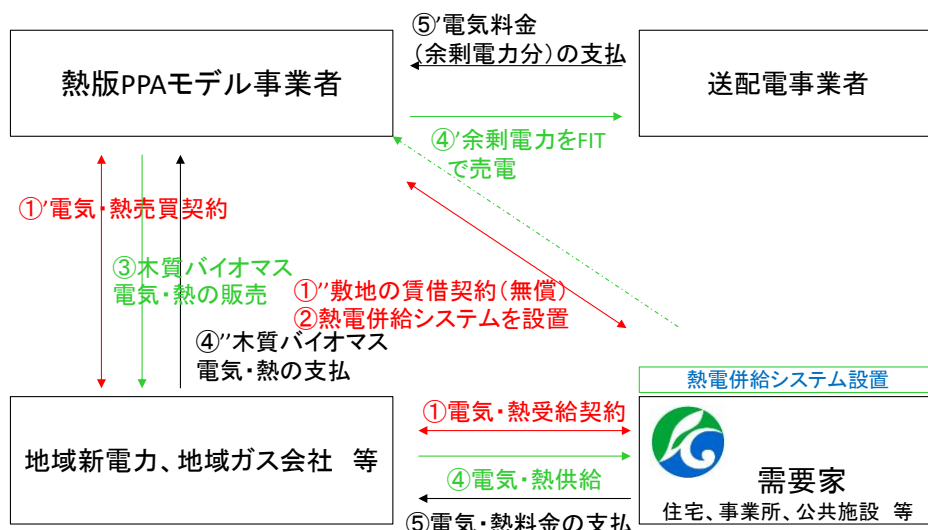 ⑤’電気料金
（余剰電力分）の支払
熱版PPAモデル事業者
送配電事業者
④’余剰電力をFIT
で売電
①’電気・熱売買契約
③木質バイオマス
電気・熱の販売
①’’敷地の賃借契約（無償）
②熱電併給システムを設置
④’’木質バイオマス
電気・熱の支払
熱電併給システム設置
地域新電力、地域ガス会社　等
①電気・熱受給契約
④電気・熱供給
⑤電気・熱料金の支払
需要家
住宅、事業所、公共施設　等